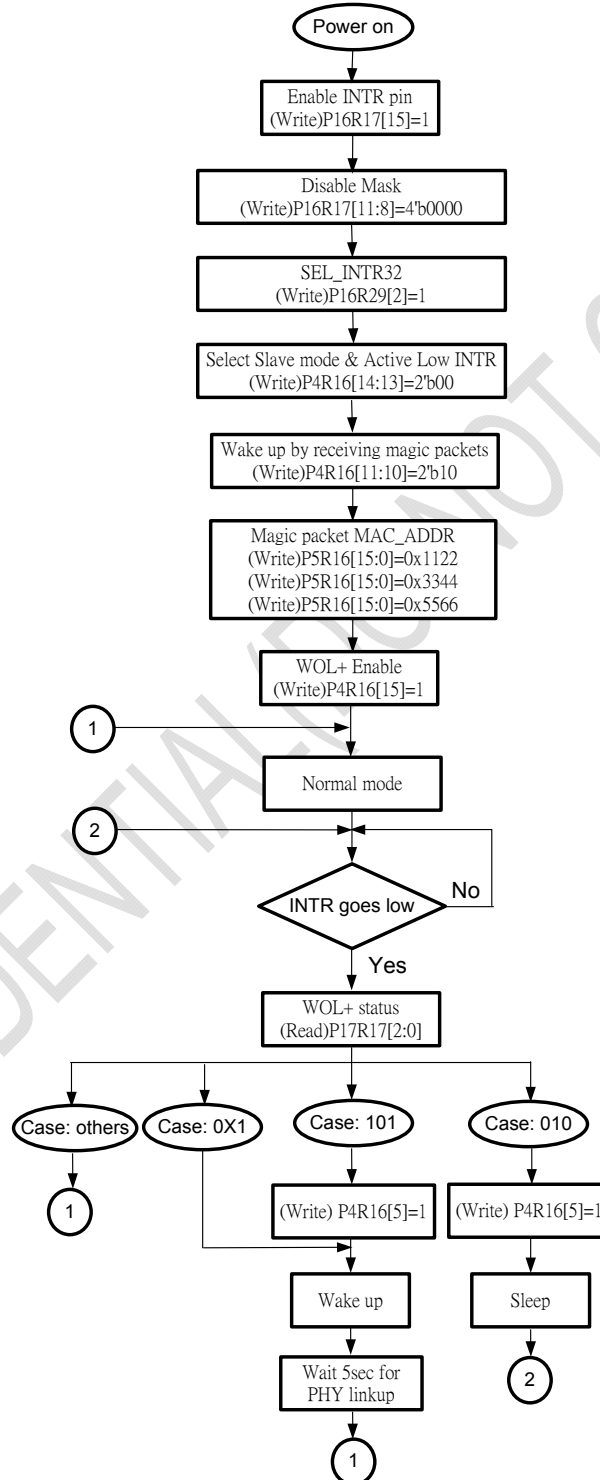 Power on
Enable INTR pin
(Write)P16R17[15]=1
Disable Mask
(Write)P16R17[11:8]=4'b0000
SEL_INTR32
(Write)P16R29[2]=1
Select Slave mode & Active Low INTR
(Write)P4R16[14:13]=2'b00
Wake up by receiving magic packets
(Write)P4R16[11:10]=2'b10
Magic packet MAC_ADDR
(Write)P5R16[15:0]=0x1122
(Write)P5R16[15:0]=0x3344
(Write)P5R16[15:0]=0x5566
WOL+ Enable
(Write)P4R16[15]=1
1
Normal mode
2
INTR goes low
No
Yes
WOL+ status
(Read)P17R17[2:0]
Case: others
Case: 0X1
Case: 101
Case: 010
1
(Write) P4R16[5]=1
(Write) P4R16[5]=1
Wake up
Sleep
Wait 5sec for
PHY linkup
2
1